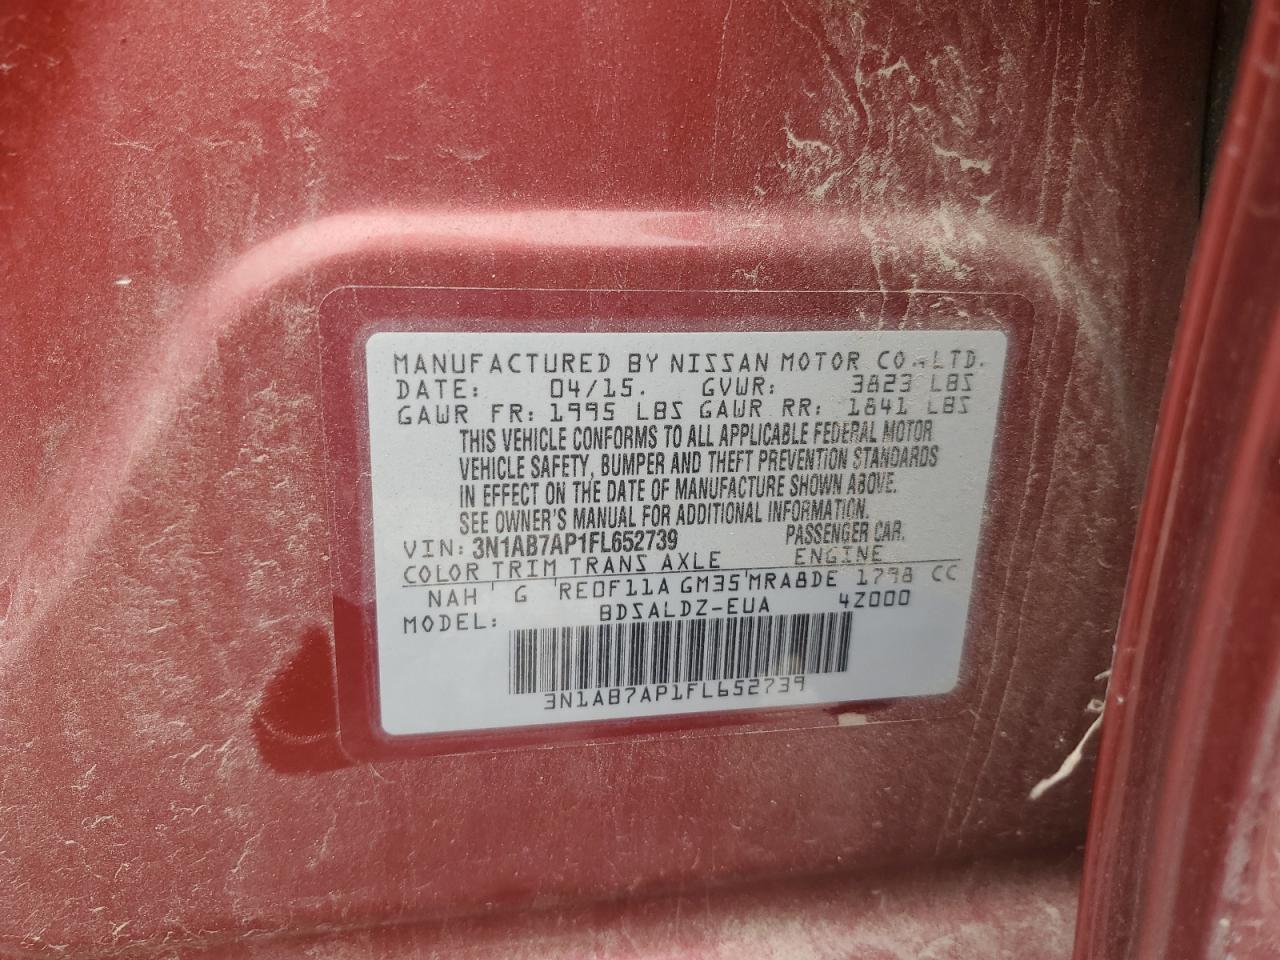 MANUFACTURED BY NISSAN MOTOR CO.,LTD.
DATE: 04/15. GVWR: 3823 LBS
GAWR FR: 1995 LBS GAWR RR: 1841 LBS
THIS VEHICLE CONFORMS TO ALL APPLICABLE FEDERAL MOTOR
VEHICLE SAFETY, BUMPER AND THEFT PREVENTION STANDARDS
IN EFFECT ON THE DATE OF MANUFACTURE SHOWN ABOVE.
SEE OWNER'S MANUAL FOR ADDITIONAL INFORMATION.
VIN: 3N1AB7AP1FL652739 PASSENGER CAR.
COLOR TRIM TRANS AXLE ENGINE
NAH G RE0F11A GM35 MRA8DE 1798 CC
MODEL: BDSALDZ-EUA 4Z000
3N1AB7AP1FL652739